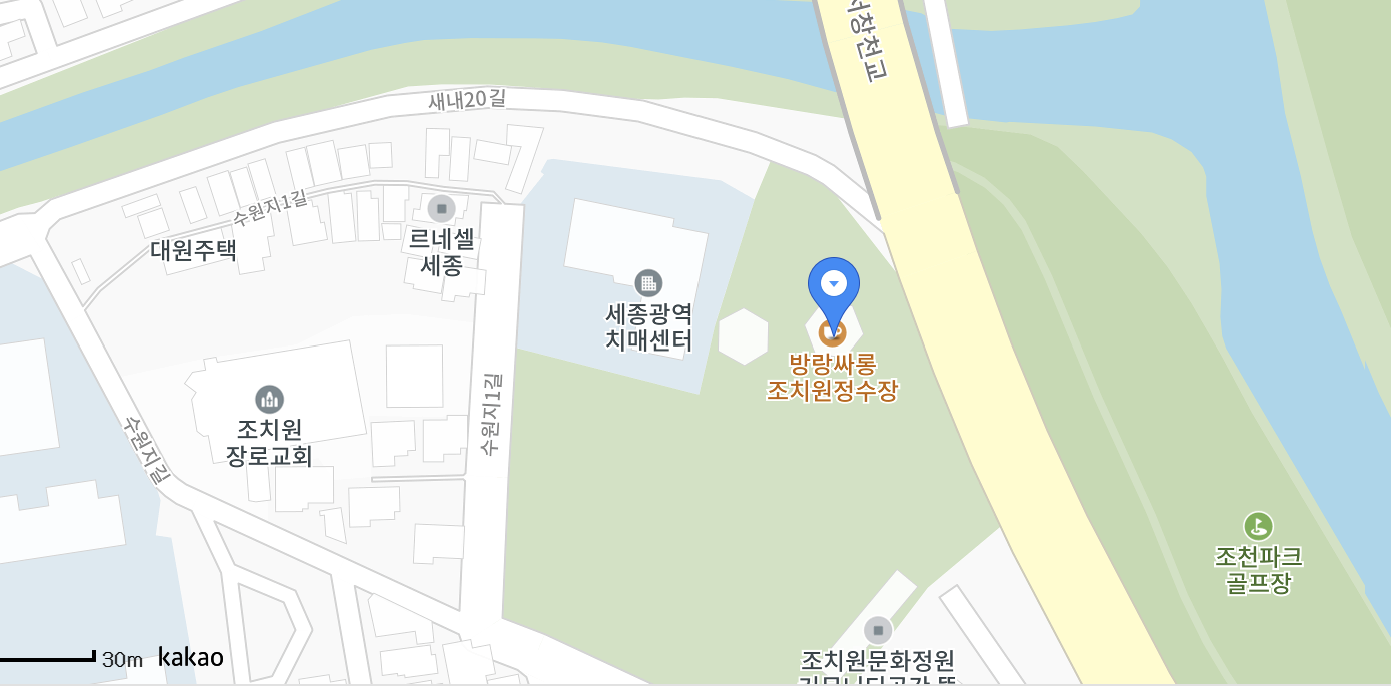 서창천교
새내20길
수원지1길
대원주택
르네셀
세종
세종광역
치매센터
방랑싸롱
조치원정수장
조치원
장로교회
수원지1길
수원지길
조천파크
골프장
조치원문화정원
30m
kakao